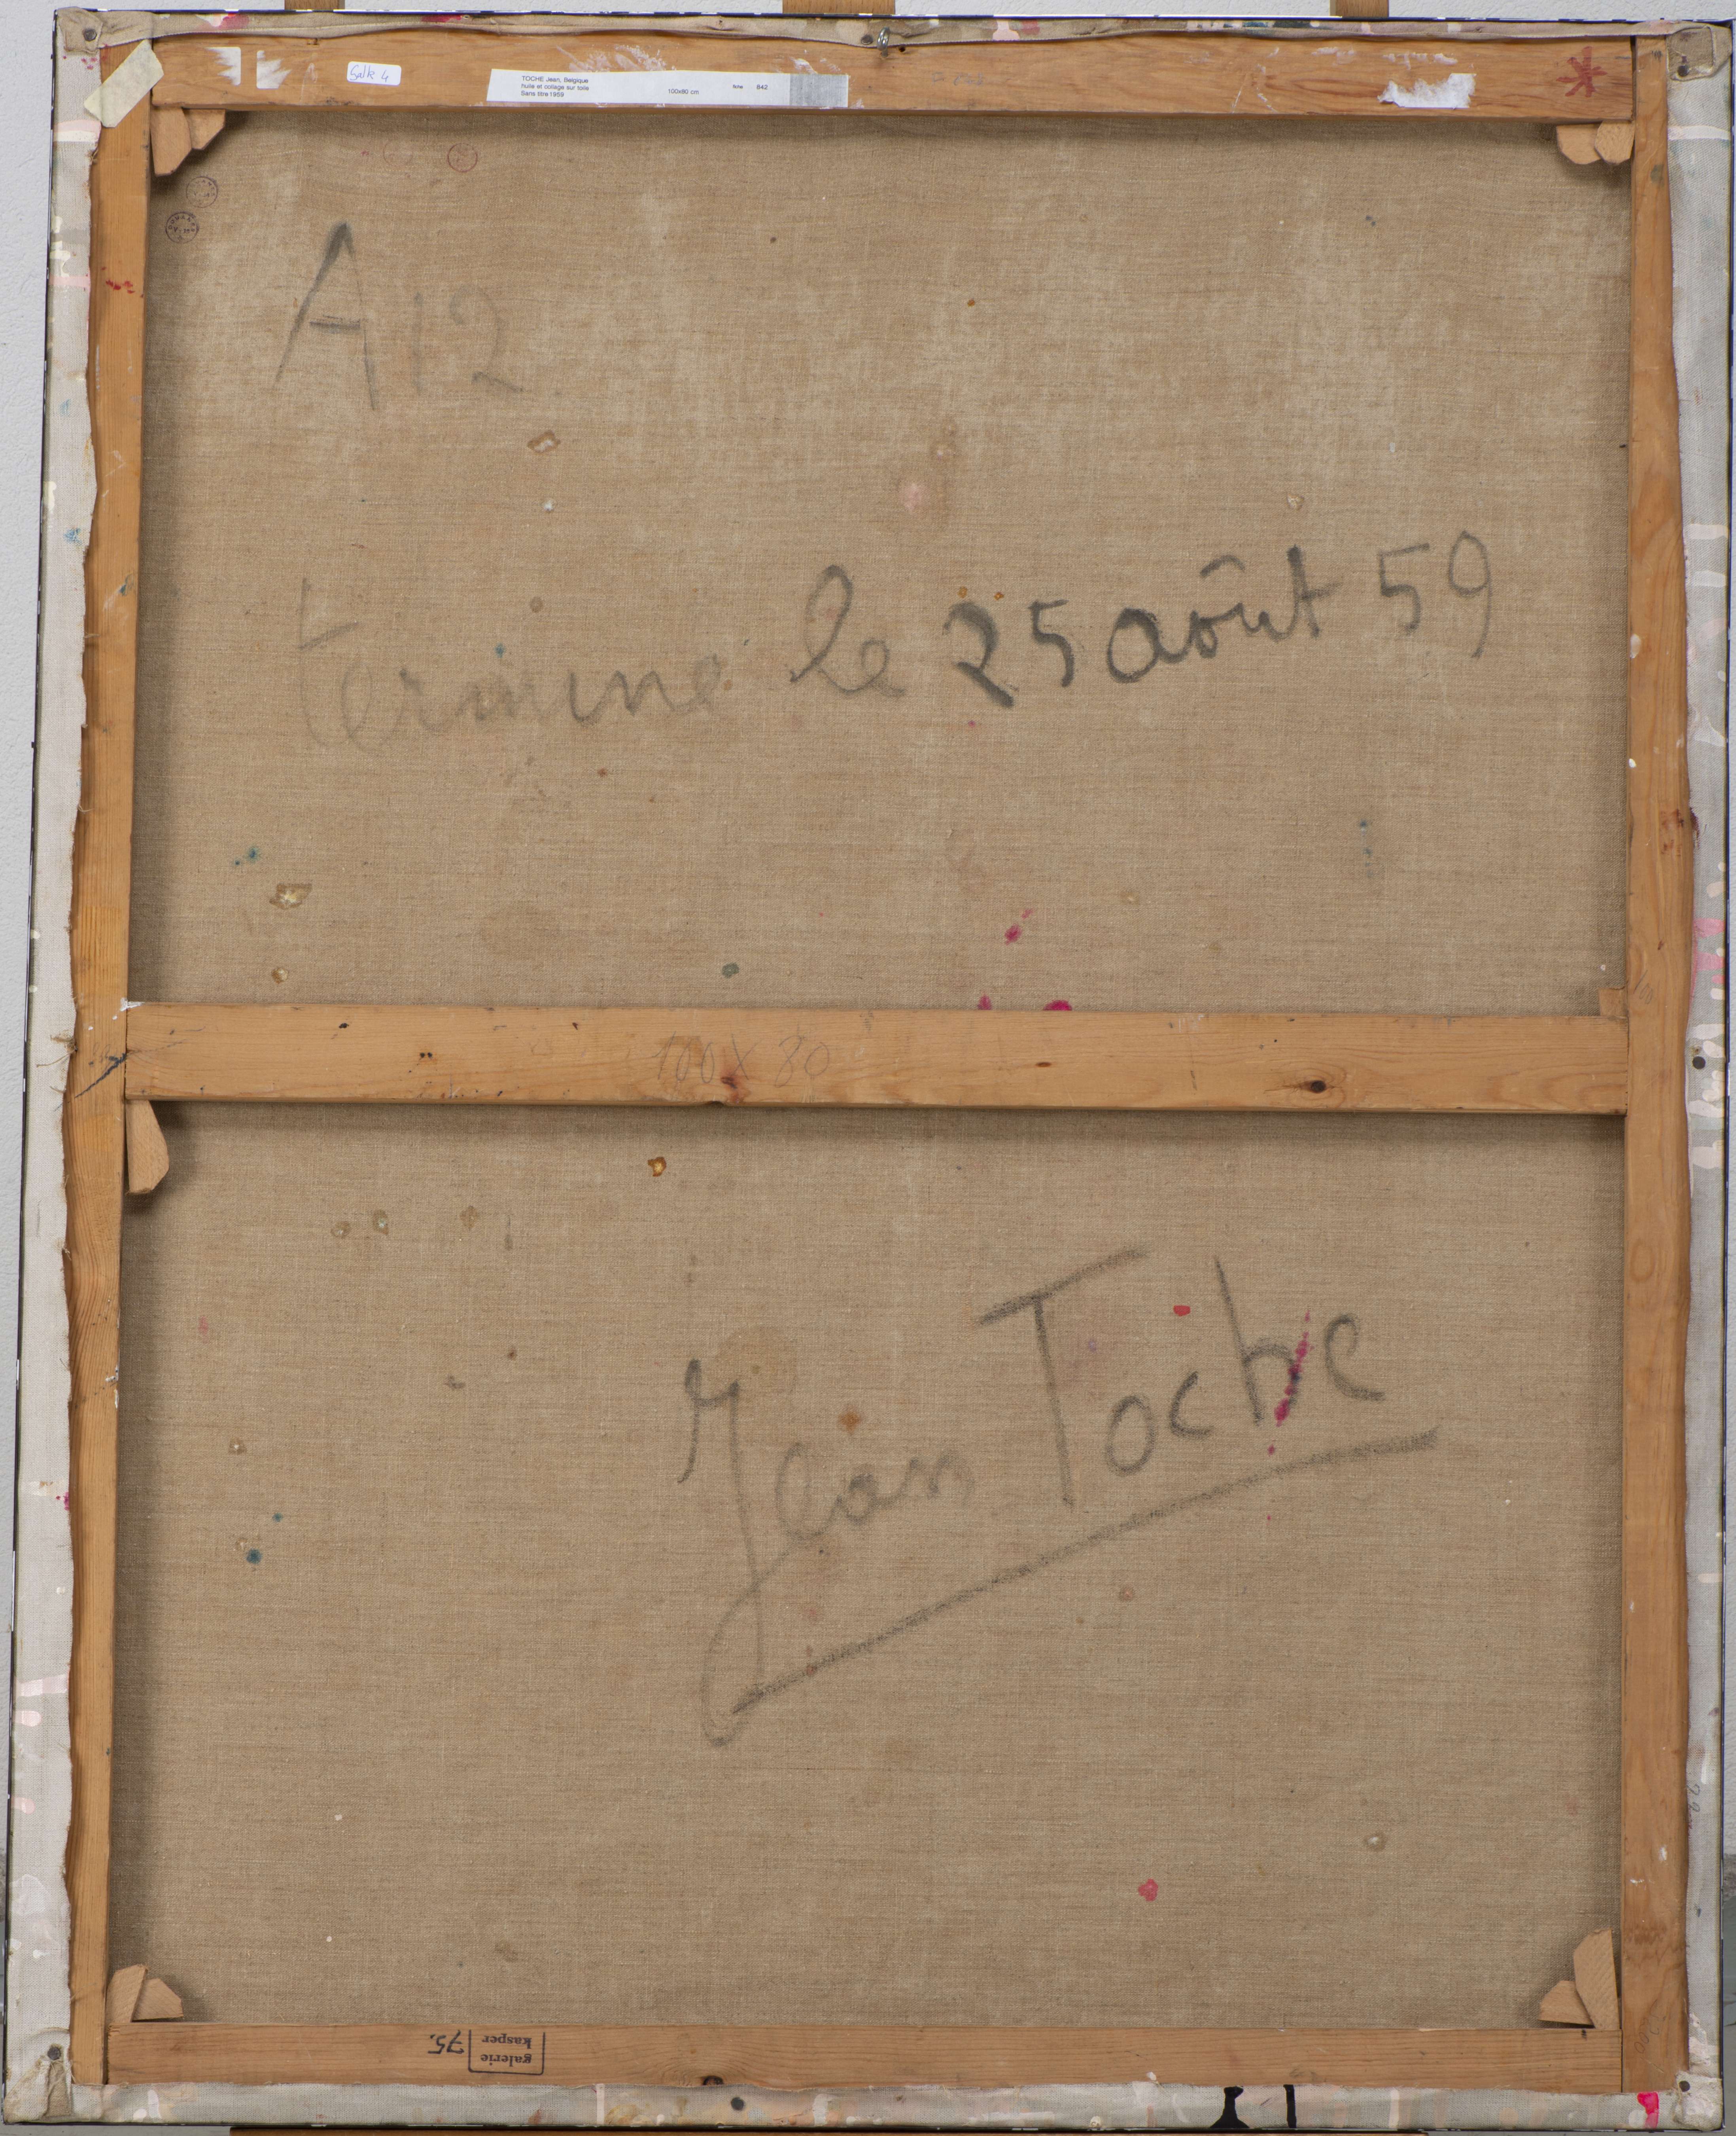 Salle 4
TOCHE Jean, Belgique
huile et collage sur toile
Sans titre 1959
100x80 cm
fiche 842
A12
terminé le 25 août 59
100 X 80
Jean Toche
galerie
kasper
75.